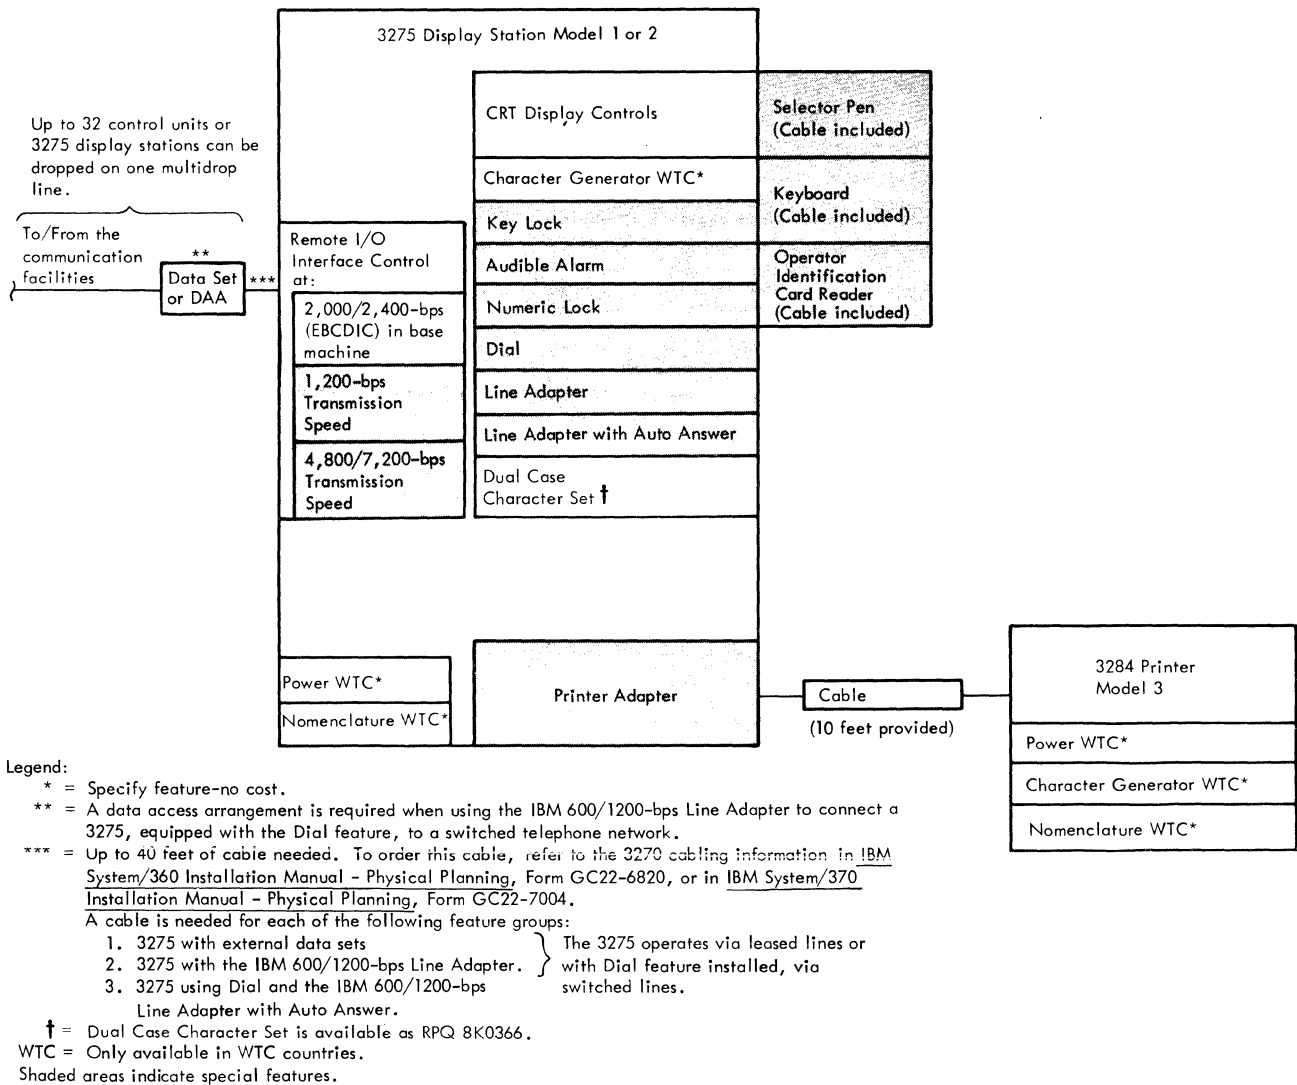 3275 Display Station Model 1 or 2
CRT Display Controls
Selector Pen
(Cable included)
Up to 32 control units or
3275 display stations can be
dropped on one multidrop
line.
Character Generator WTC*
Keyboard
(Cable included)
Key Lock
To/From the
communication
facilities
**
Data Set
or DAA
***
Remote I/O
Interface Control
at:
Audible Alarm
Operator
Identification
Card Reader
(Cable included)
2,000/2,400-bps
(EBCDIC) in base
machine
Numeric Lock
Dial
1,200-bps
Transmission
Speed
Line Adapter
Line Adapter with Auto Answer
4,800/7,200-bps
Transmission
Speed
Dual Case
Character Set †
Power WTC*
Nomenclature WTC*
Printer Adapter
Cable
(10 feet provided)
3284 Printer
Model 3
Power WTC*
Character Generator WTC*
Nomenclature WTC*
Legend:
* = Specify feature-no cost.
** = A data access arrangement is required when using the IBM 600/1200-bps Line Adapter to connect a
3275, equipped with the Dial feature, to a switched telephone network.
*** = Up to 40 feet of cable needed. To order this cable, refer to the 3270 cabling information in IBM
System/360 Installation Manual - Physical Planning, Form GC22-6820, or in IBM System/370
Installation Manual - Physical Planning, Form GC22-7004.
A cable is needed for each of the following feature groups:
1. 3275 with external data sets
2. 3275 with the IBM 600/1200-bps Line Adapter.
3. 3275 using Dial and the IBM 600/1200-bps
Line Adapter with Auto Answer.
The 3275 operates via leased lines or
with Dial feature installed, via
switched lines.
† = Dual Case Character Set is available as RPQ 8K0366.
WTC = Only available in WTC countries.
Shaded areas indicate special features.